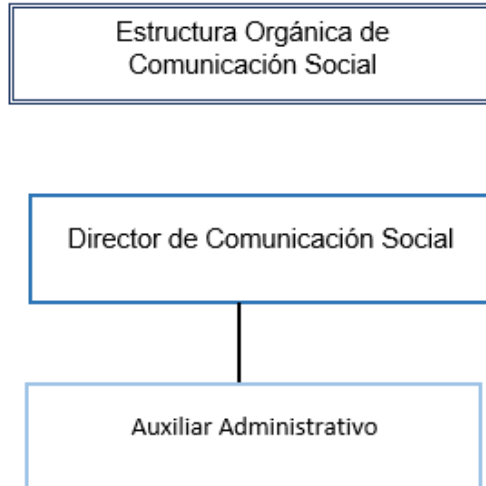 Estructura Orgánica de
Comunicación Social
Director de Comunicación Social
Auxiliar Administrativo